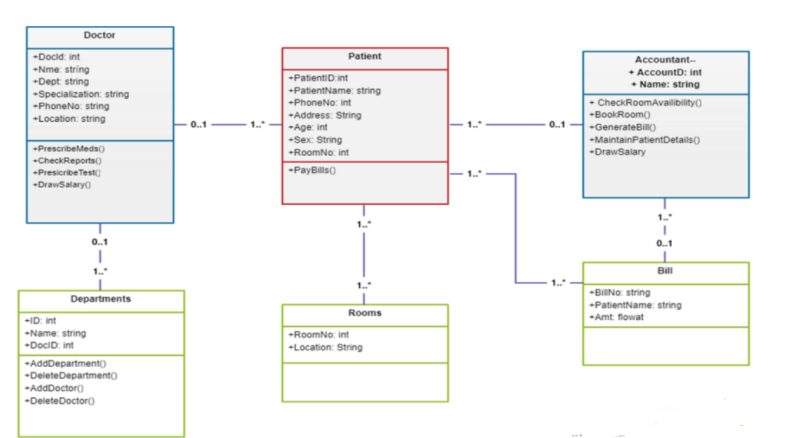 Doctor
+DocId: int
+Nme: string
+Dept: string
+Specialization: string
+PhoneNo: string
+Location: string
+PrescribeMeds()
+CheckReports()
+PresicribeTest()
+DrawSalary()
0..1
1..*
Patient
+PatientID:int
+PatientName: string
+PhoneNo: int
+Address: String
+Age: int
+Sex: String
+RoomNo: int
+PayBills()
1..*
0..1
Accountant--
+ AccountD: int
+ Name: string
+ CheckRoomAvailibility()
+BookRoom()
+GenerateBill()
+MaintainPatientDetails()
+DrawSalary
1..*
1..*
0..1
1..*
Departments
+ID: int
+Name: string
+DocID: int
+AddDepartment()
+DeleteDepartment()
+AddDoctor()
+DeleteDoctor()
1..*
1..*
Rooms
+RoomNo: int
+Location: String
1..*
1..*
0..1
Bill
+BillNo: string
+PatientName: string
+Amt: flowat